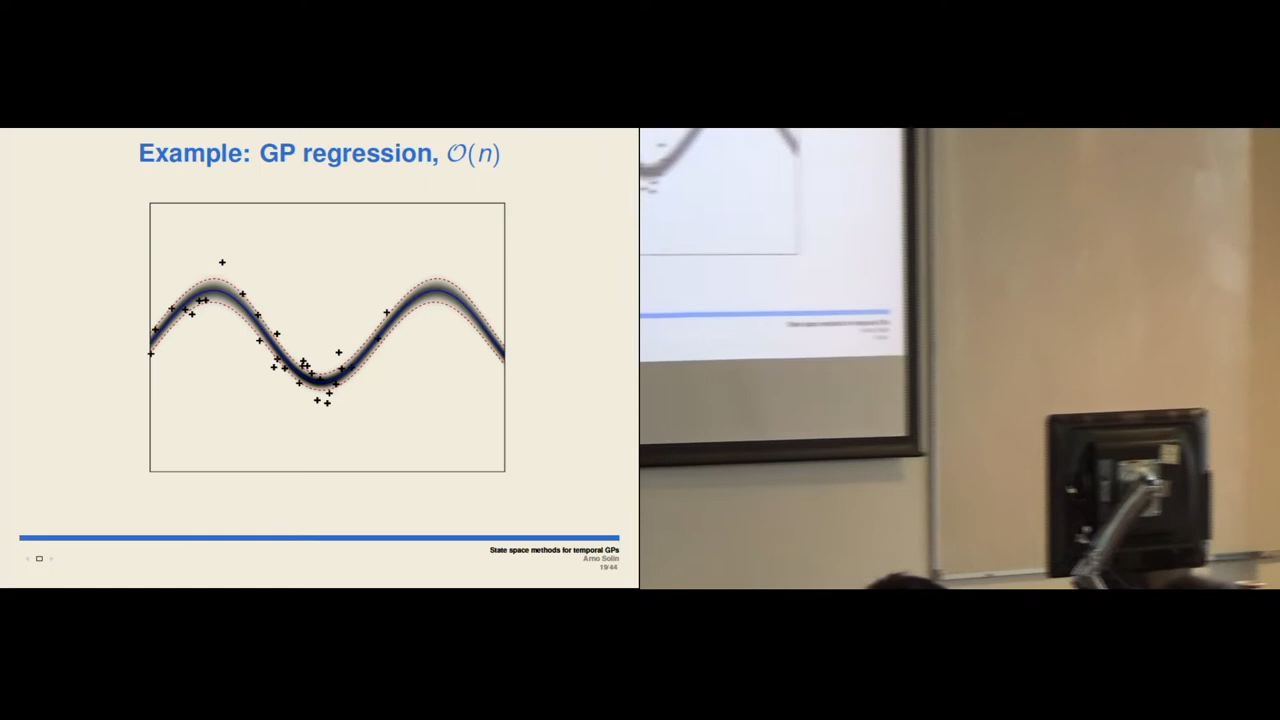 Example: GP regression, 𝒪(n)
State space methods for temporal GPs
Arno Solin
19/44